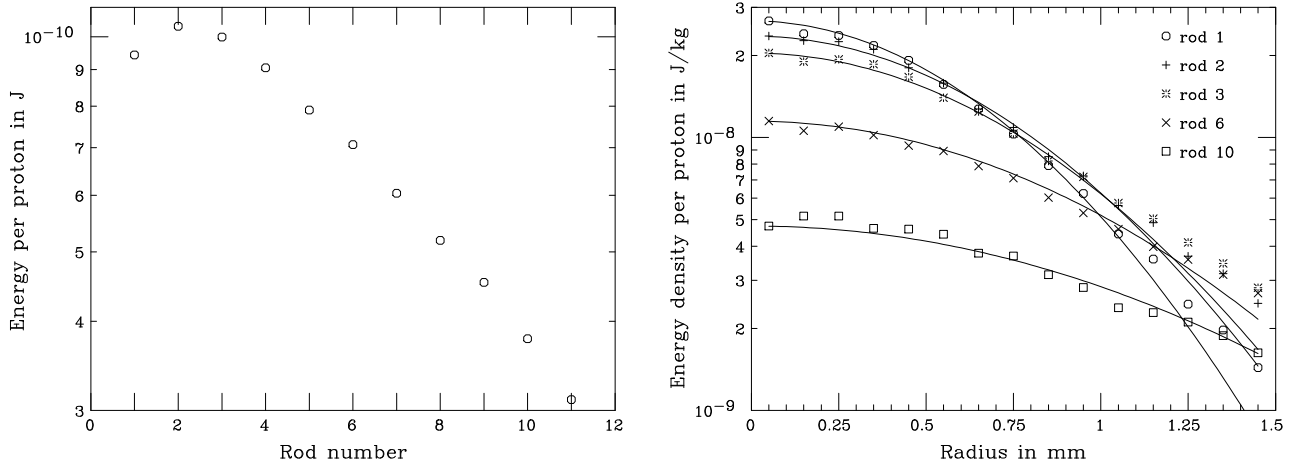 Energy per proton in J
10⁻¹⁰
9
8
7
6
5
4
3
0 2 4 6 8 10 12
Rod number
Energy density per proton in J/kg
3
2
10⁻⁸
9
8
7
6
5
4
3
2
10⁻⁹
0 0.25 0.5 0.75 1 1.25 1.5
Radius in mm
rod 1
rod 2
rod 3
rod 6
rod 10